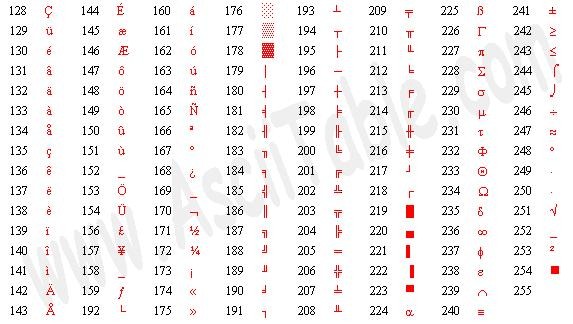 128 Ç 144 É 160 á 176 ░ 193 ┴ 209 ╤ 225 ß 241 ±
129 ü 145 æ 161 í 177 ▒ 194 ┬ 210 ╥ 226 Γ 242 ≥
130 é 146 Æ 162 ó 178 ▓ 195 ├ 211 ╙ 227 π 243 ≤
131 â 147 ô 163 ú 179 │ 196 ─ 212 ╘ 228 Σ 244 ⌠
132 ä 148 ö 164 ñ 180 ┤ 197 ┼ 213 ╒ 229 σ 245 ⌡
133 à 149 ò 165 Ñ 181 ╡ 198 ╞ 214 ╓ 230 µ 246 ÷
134 å 150 û 166 ª 182 ╢ 199 ╟ 215 ╫ 231 τ 247 ≈
135 ç 151 ù 167 º 183 ╖ 200 ╚ 216 ╪ 232 Φ 248 °
136 ê 152 _ 168 ¿ 184 ╕ 201 ╔ 217 ┘ 233 Θ 249 ·
137 ë 153 Ö 169 _ 185 ╣ 202 ╩ 218 ┌ 234 Ω 250 ·
138 è 154 Ü 170 ¬ 186 ║ 203 ╦ 219 █ 235 δ 251 √
139 ï 156 £ 171 ½ 187 ╗ 204 ╠ 220 ▄ 236 ∞ 252 _
140 î 157 ¥ 172 ¼ 188 ╝ 205 ═ 221 ▌ 237 φ 253 ²
141 ì 158 _ 173 ¡ 189 ╜ 206 ╬ 222 ▐ 238 ε 254 ■
142 Ä 159 ƒ 174 « 190 ╛ 207 ╧ 223 ▀ 239 ∩ 255
143 Å 192 └ 175 » 191 ┐ 208 ╨ 224 α 240 ≡
www.AsciiTable.com